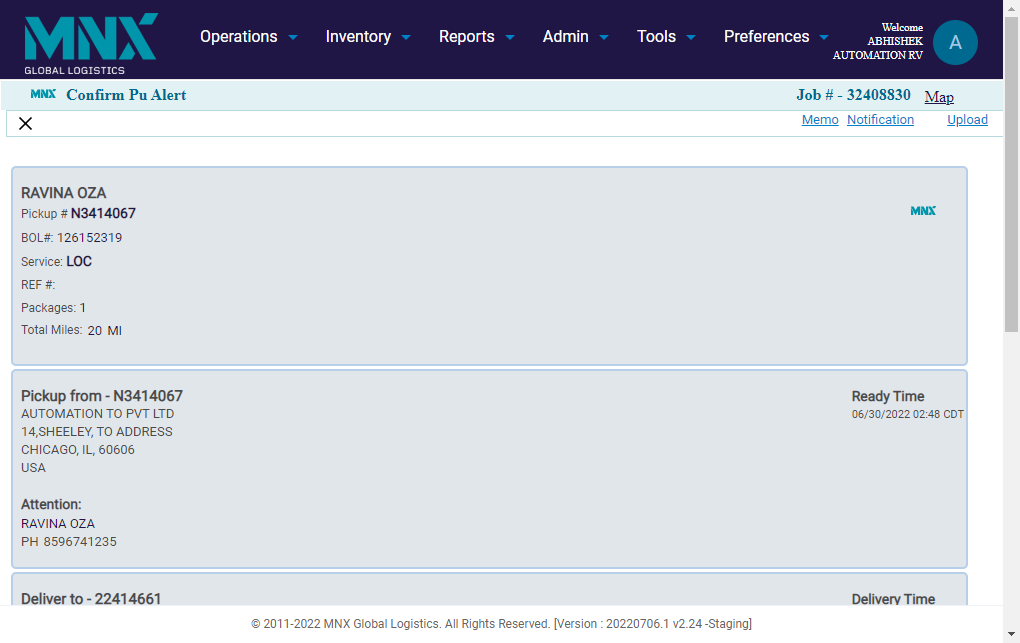 MNX
GLOBAL LOGISTICS
Operations Inventory Reports Admin Tools Preferences
Welcome
ABHISHEK
AUTOMATION RV
A
MNX Confirm Pu Alert Job # - 32408830 Map
Memo Notification Upload
RAVINA OZA
Pickup # N3414067
MNX
BOL#: 126152319
Service: LOC
REF #:
Packages: 1
Total Miles: 20 MI
Pickup from - N3414067 Ready Time
AUTOMATION TO PVT LTD 06/30/2022 02:48 CDT
14,SHEELEY, TO ADDRESS
CHICAGO, IL, 60606
USA
Attention:
RAVINA OZA
PH 8596741235
Deliver to - 22414661 Delivery Time
© 2011-2022 MNX Global Logistics. All Rights Reserved. [Version : 20220706.1 v2.24 -Staging]